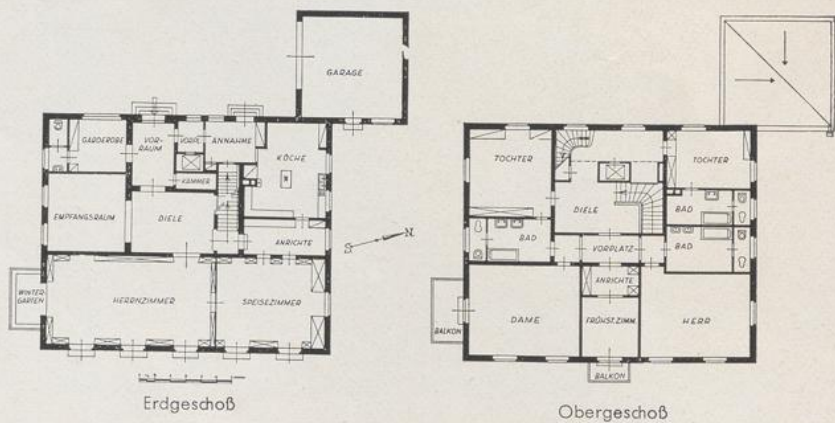 GARAGE
GARDEROBE
VOR-
RAUM
VORPL.
ANNAHME
KÜCHE
KAMMER
EMPFANGSRAUM
DIELE
ANRICHTE
WINTER-
GARTEN
HERRNZIMMER
SPEISEZIMMER
S
N
Erdgeschoß
TOCHTER
TOCHTER
DIELE
BAD
BAD
BAD
VORPLATZ
ANRICHTE
DAME
FRÜHST. ZIMM.
HERR
BALKON
BALKON
Obergeschoß